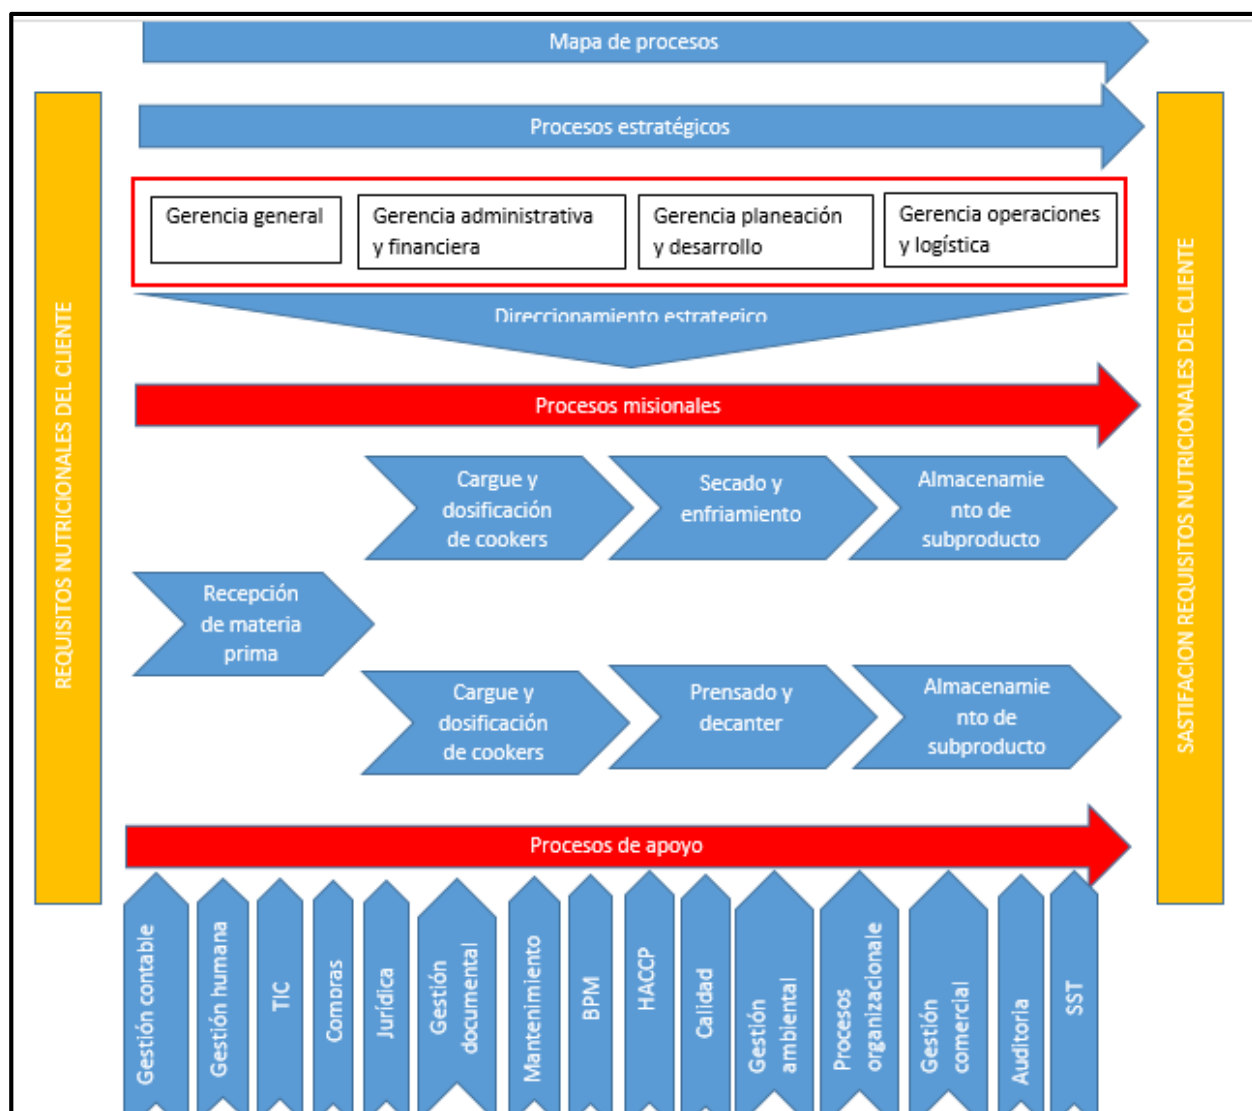 Mapa de procesos
Procesos estratégicos
Gerencia general
Gerencia administrativa
y financiera
Gerencia planeación
y desarrollo
Gerencia operaciones
y logística
Direccionamiento estrategico
REQUISITOS NUTRICIONALES DEL CLIENTE
SASTIFACION REQUISITOS NUTRICIONALES DEL CLIENTE
Procesos misionales
Recepción
de materia
prima
Cargue y
dosificación
de cookers
Secado y
enfriamiento
Almacenamie
nto de
subproducto
Cargue y
dosificación
de cookers
Prensado y
decanter
Almacenamie
nto de
subproducto
Procesos de apoyo
Gestión contable
Gestión humana
TIC
Compras
Jurídica
Gestión
documental
Mantenimiento
BPM
HACCP
Calidad
Gestión
ambiental
Procesos
organizacionale
Gestión
comercial
Auditoria
SST